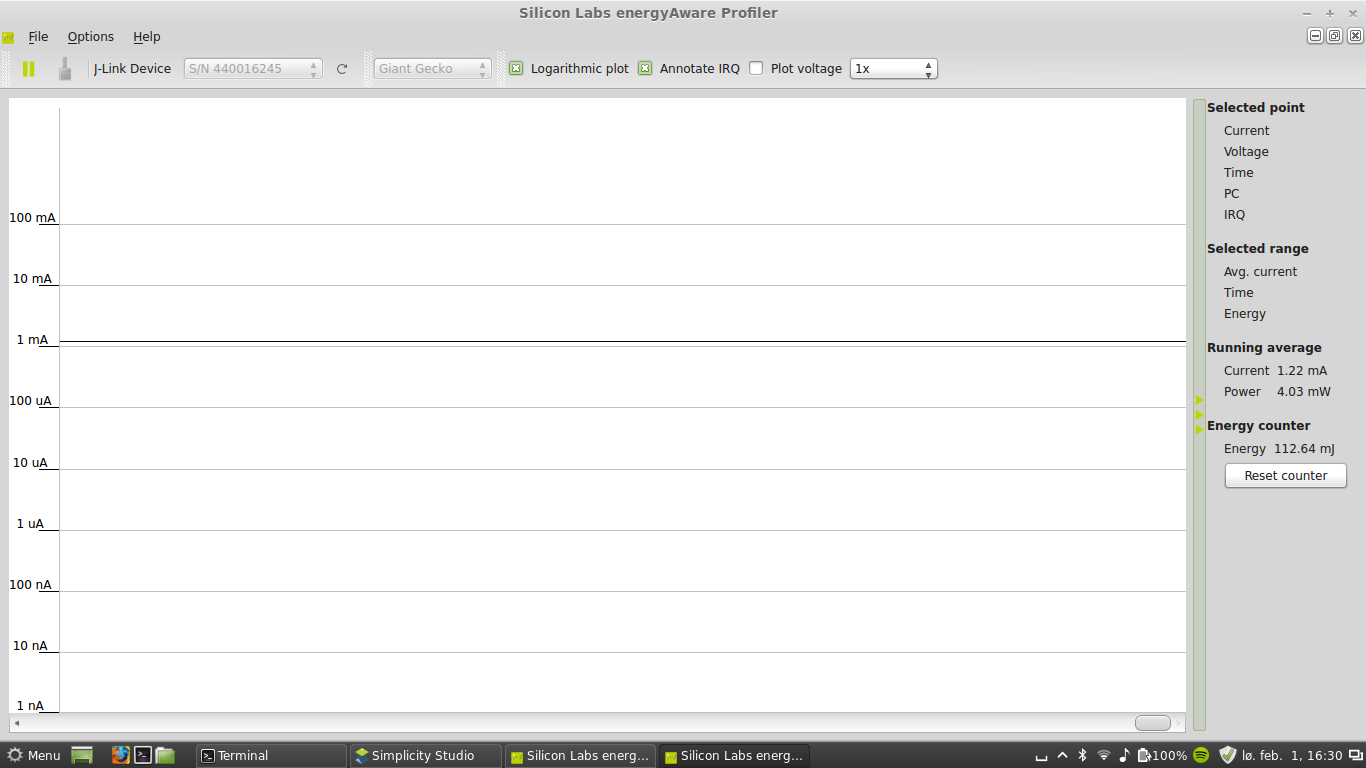 Silicon Labs energyAware Profiler
File Options Help
J-Link Device S/N 440016245 Giant Gecko Logarithmic plot Annotate IRQ Plot voltage 1x
100 mA
10 mA
1 mA
100 uA
10 uA
1 uA
100 nA
10 nA
1 nA
Selected point
Current
Voltage
Time
PC
IRQ
Selected range
Avg. current
Time
Energy
Running average
Current 1.22 mA
Power 4.03 mW
Energy counter
Energy 112.64 mJ
Reset counter
Menu Terminal Simplicity Studio Silicon Labs energ... Silicon Labs energ... 100% lø. feb. 1, 16:30